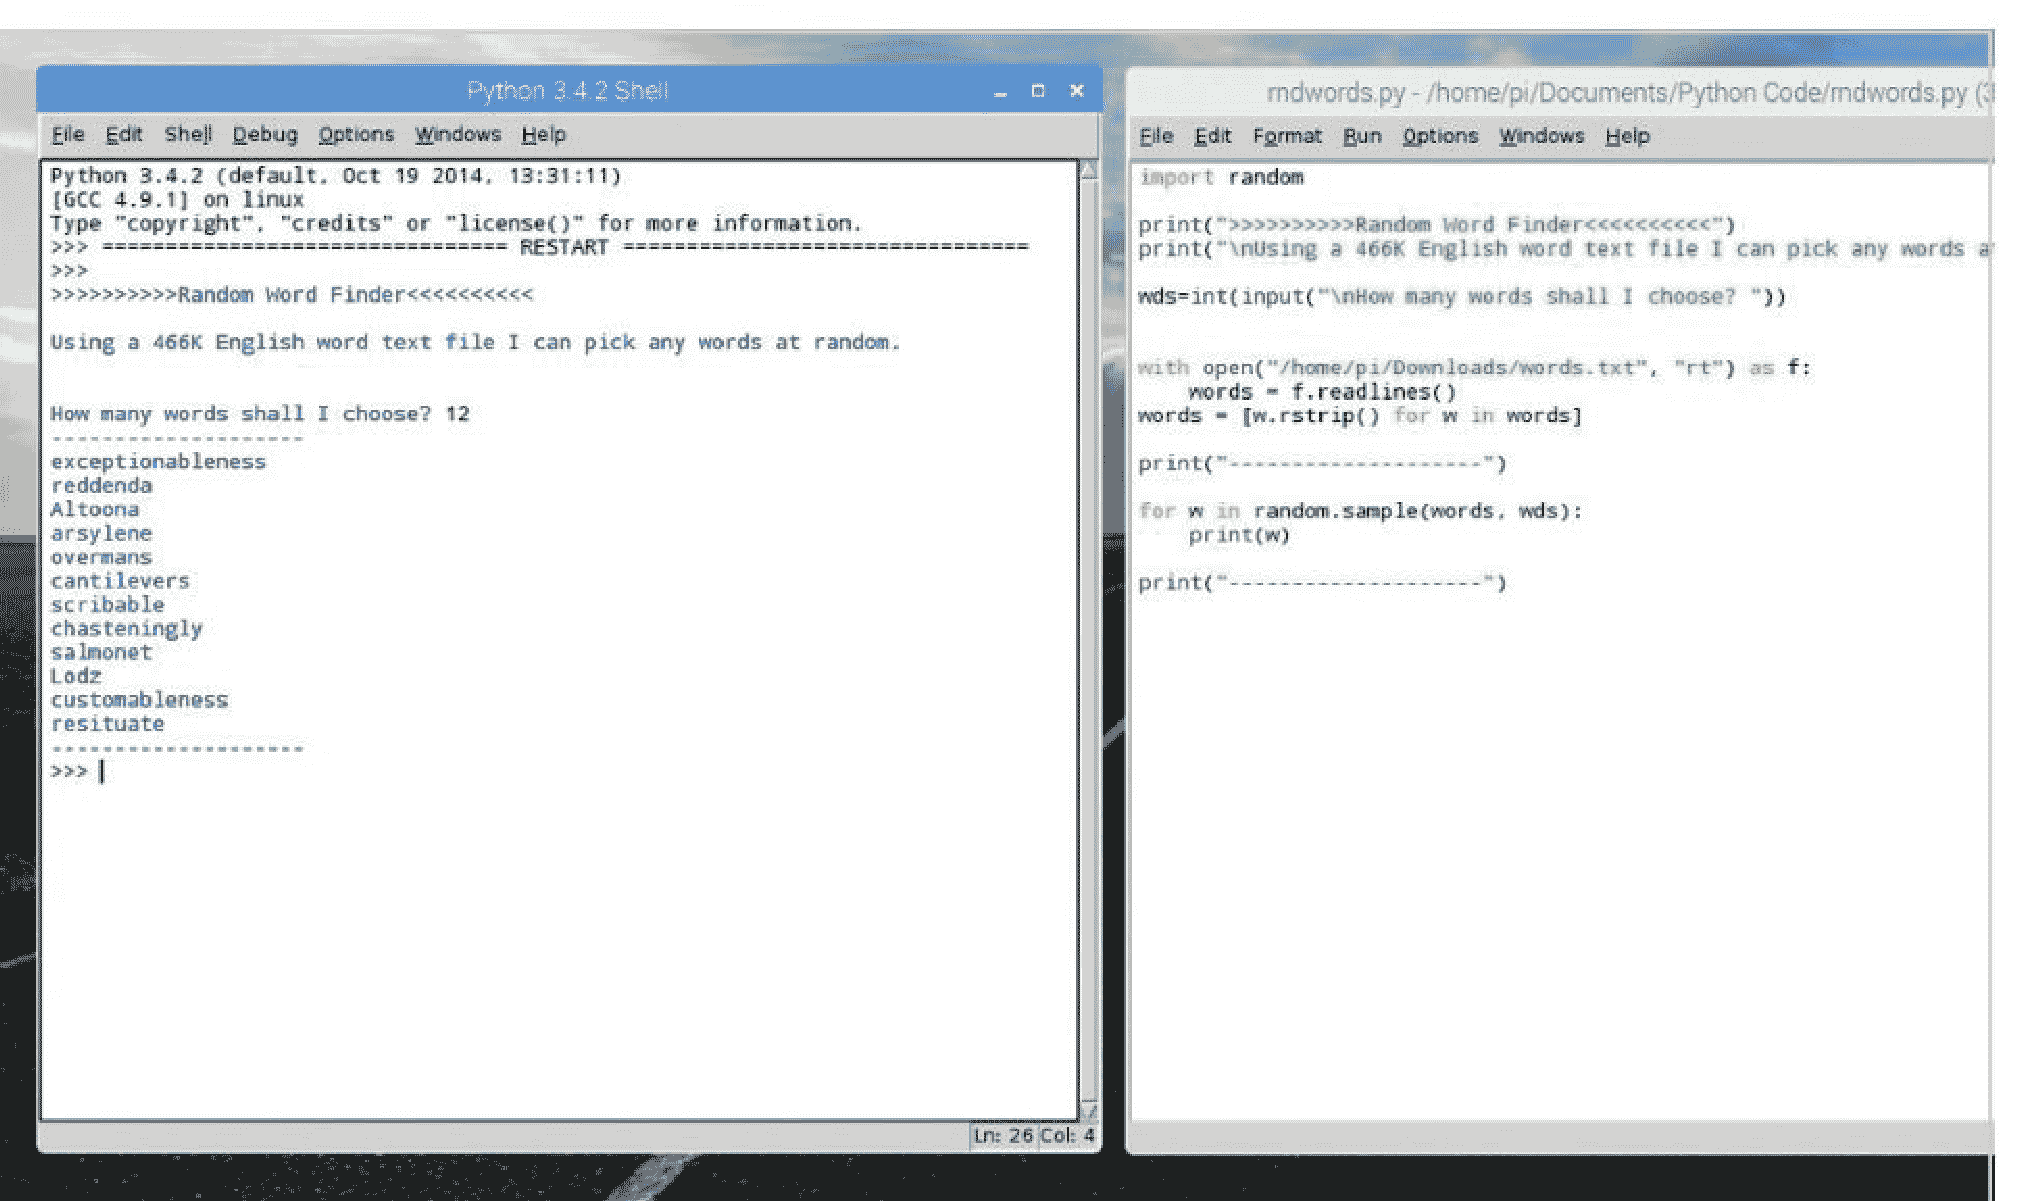 Python 3.4.2 Shell
File Edit Shell Debug Options Windows Help
Python 3.4.2 (default, Oct 19 2014, 13:31:11)
[GCC 4.9.1] on linux
Type "copyright", "credits" or "license()" for more information.
>>> ================================ RESTART ================================
>>>
>>>>>>>>>>Random Word Finder<<<<<<<<<<
Using a 466K English word text file I can pick any words at random.
How many words shall I choose? 12
--------------------
exceptionableness
reddenda
Altoona
arsylene
overmans
cantilevers
scribable
chasteningly
salmonet
Lodz
customableness
resituate
--------------------
>>>
Ln: 26 Col: 4
rndwords.py - /home/pi/Documents/Python Code/rndwords.py (3
File Edit Format Run Options Windows Help
import random
print(">>>>>>>>>>Random Word Finder<<<<<<<<<<")
print("\nUsing a 466K English word text file I can pick any words a
wds=int(input("\nHow many words shall I choose? "))
with open("/home/pi/Downloads/words.txt", "rt") as f:
    words = f.readlines()
words = [w.rstrip() for w in words]
print("--------------------")
for w in random.sample(words, wds):
    print(w)
print("--------------------")